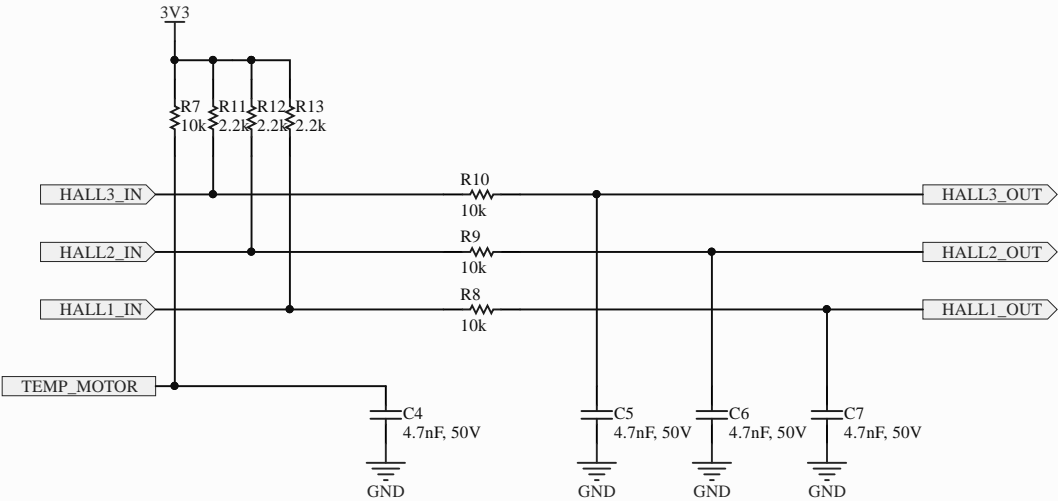 3V3
R7
10k
R11
2.2k
R12
2.2k
R13
2.2k
HALL3_IN
R10
10k
HALL3_OUT
HALL2_IN
R9
10k
HALL2_OUT
HALL1_IN
R8
10k
HALL1_OUT
TEMP_MOTOR
C4
4.7nF, 50V
GND
C5
4.7nF, 50V
GND
C6
4.7nF, 50V
GND
C7
4.7nF, 50V
GND